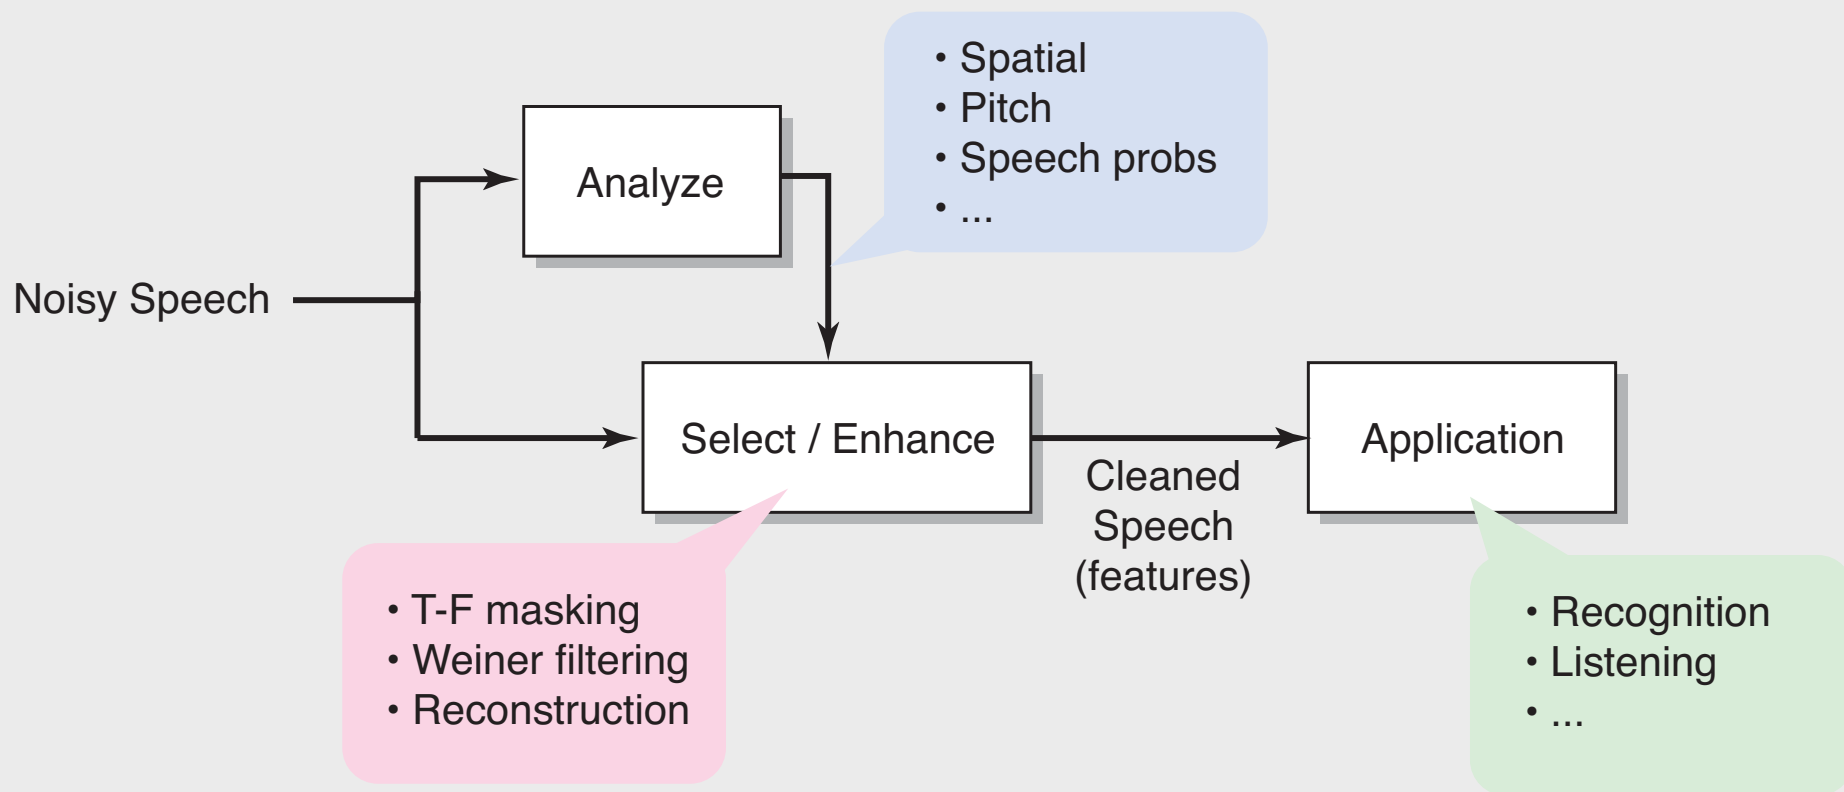 • Spatial
• Pitch
• Speech probs
• ...
Analyze
Noisy Speech
Select / Enhance
Cleaned
Speech
(features)
Application
• T-F masking
• Weiner filtering
• Reconstruction
• Recognition
• Listening
• ...